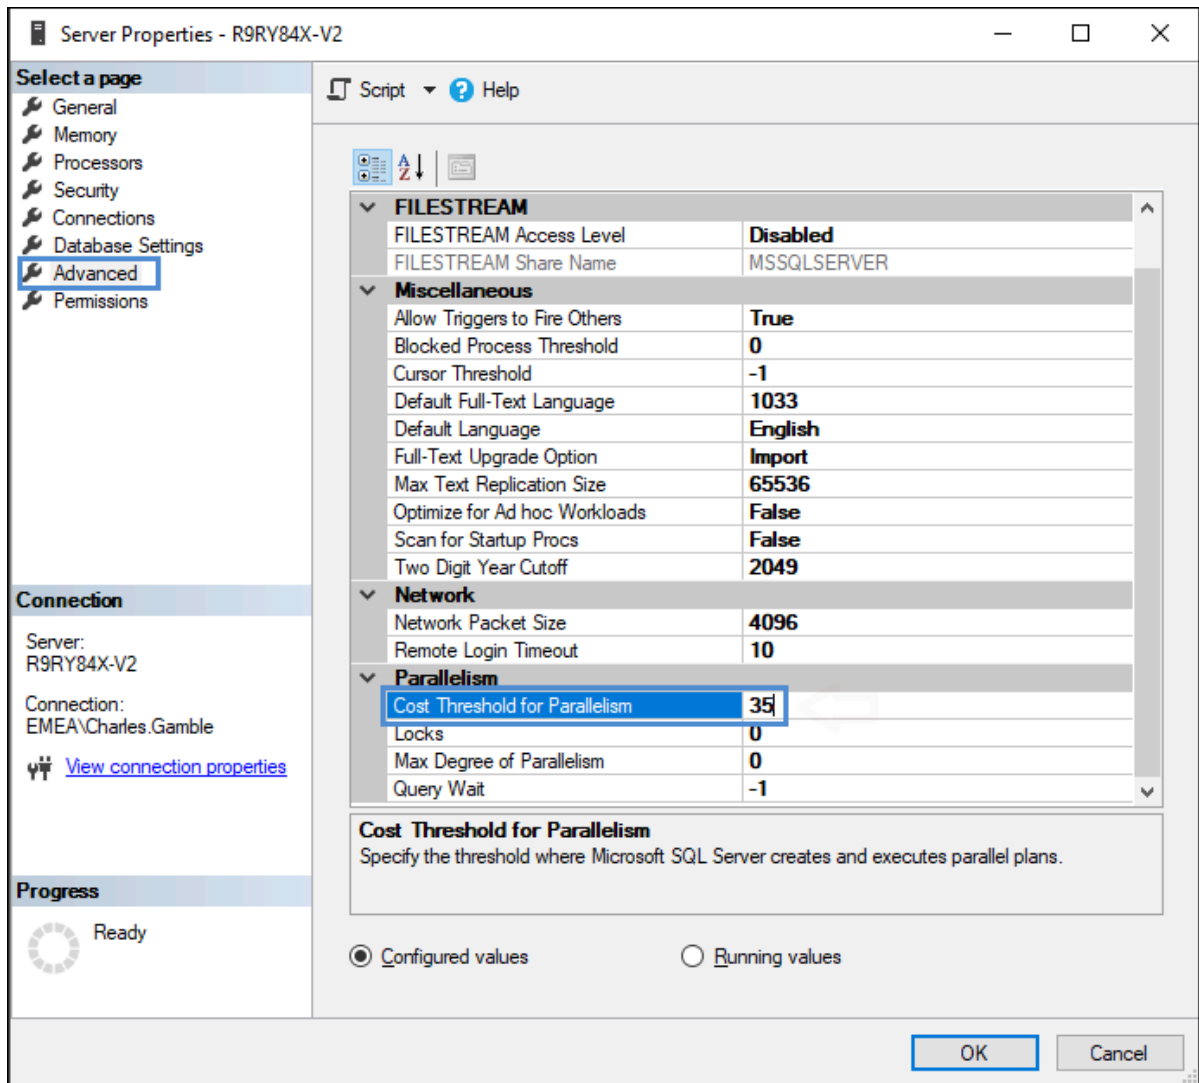 Server Properties - R9RY84X-V2
Select a page
General
Memory
Processors
Security
Connections
Database Settings
Advanced
Permissions
Connection
Server:
R9RY84X-V2
Connection:
EMEA\Charles.Gamble
View connection properties
Progress
Ready
Script Help
FILESTREAM
FILESTREAM Access Level Disabled
FILESTREAM Share Name MSSQLSERVER
Miscellaneous
Allow Triggers to Fire Others True
Blocked Process Threshold 0
Cursor Threshold -1
Default Full-Text Language 1033
Default Language English
Full-Text Upgrade Option Import
Max Text Replication Size 65536
Optimize for Ad hoc Workloads False
Scan for Startup Procs False
Two Digit Year Cutoff 2049
Network
Network Packet Size 4096
Remote Login Timeout 10
Parallelism
Cost Threshold for Parallelism 35
Locks 0
Max Degree of Parallelism 0
Query Wait -1
Cost Threshold for Parallelism
Specify the threshold where Microsoft SQL Server creates and executes parallel plans.
Configured values Running values
OK Cancel